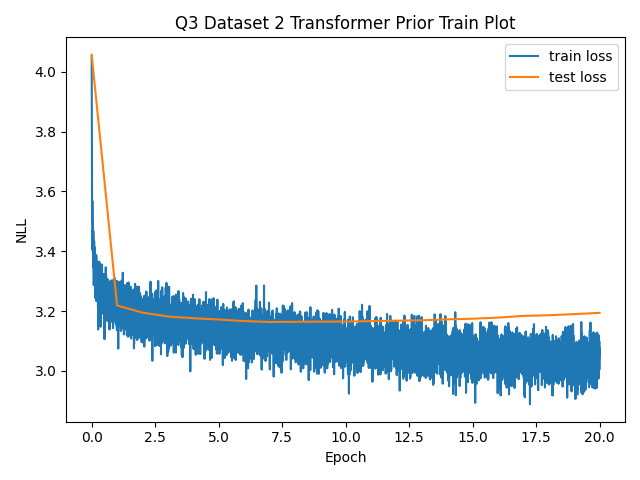 Q3 Dataset 2 Transformer Prior Train Plot
train loss
test loss
4.0
3.8
3.6
3.4
3.2
3.0
NLL
0.0 2.5 5.0 7.5 10.0 12.5 15.0 17.5 20.0
Epoch